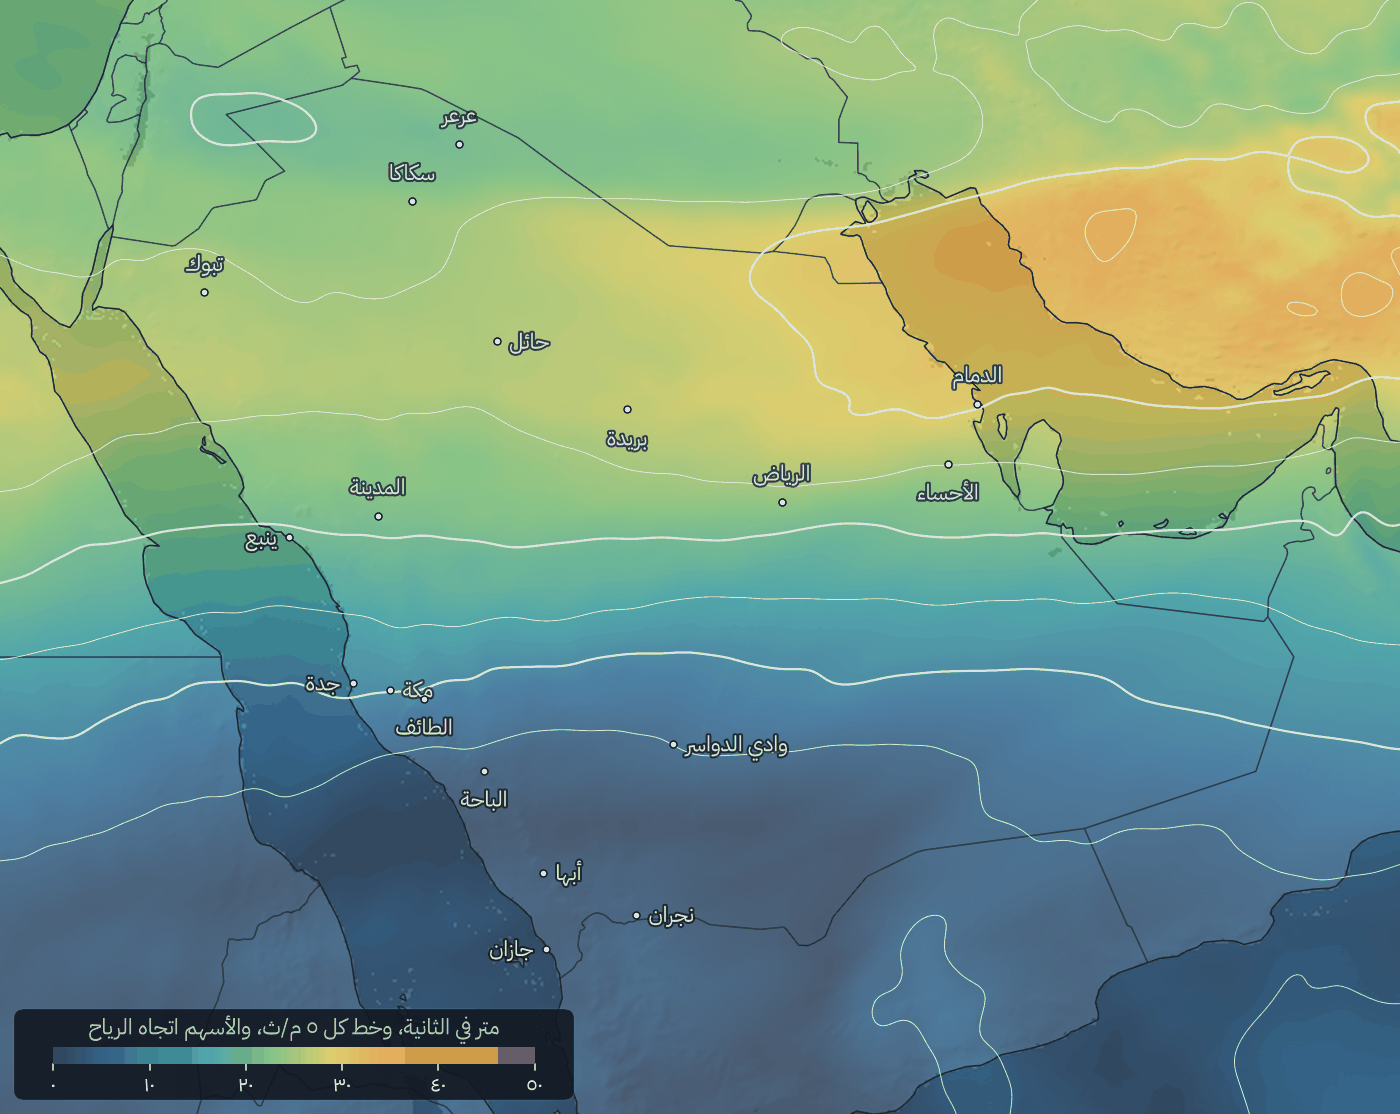 عرعر
سكاكا
تبوك
حائل
الدمام
بريدة
الرياض
المدينة
الأحساء
ينبع
جدة
مكة
الطائف
وادي الدواسر
الباحة
أبها
نجران
جازان
متر في الثانية، وخط كل ٥ م/ث، والأسهم اتجاه الرياح
٠ ١٠ ٢٠ ٣٠ ٤٠ ٥٠